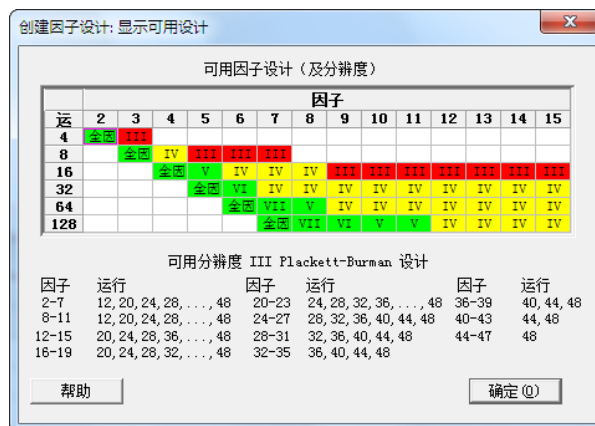 创建因子设计: 显示可用设计
可用因子设计（及分辨度）
因子
运 2 3 4 5 6 7 8 9 10 11 12 13 14 15
4 全因 III
8 全因 IV III III III
16 全因 V IV IV IV III III III III III III III
32 全因 VI IV IV IV IV IV IV IV IV IV
64 全因 VII V IV IV IV IV IV IV IV
128 全因 VII VI V V IV IV IV IV
可用分辨度 III Plackett-Burman 设计
因子 运行 因子 运行 因子 运行
2-7 12,20,24,28,...,48 20-23 24,28,32,36,...,48 36-39 40,44,48
8-11 12,20,24,28,...,48 24-27 28,32,36,40,44,48 40-43 44,48
12-15 20,24,28,36,...,48 28-31 32,36,40,44,48 44-47 48
16-19 20,24,28,32,...,48 32-35 36,40,44,48
帮助 确定(O)